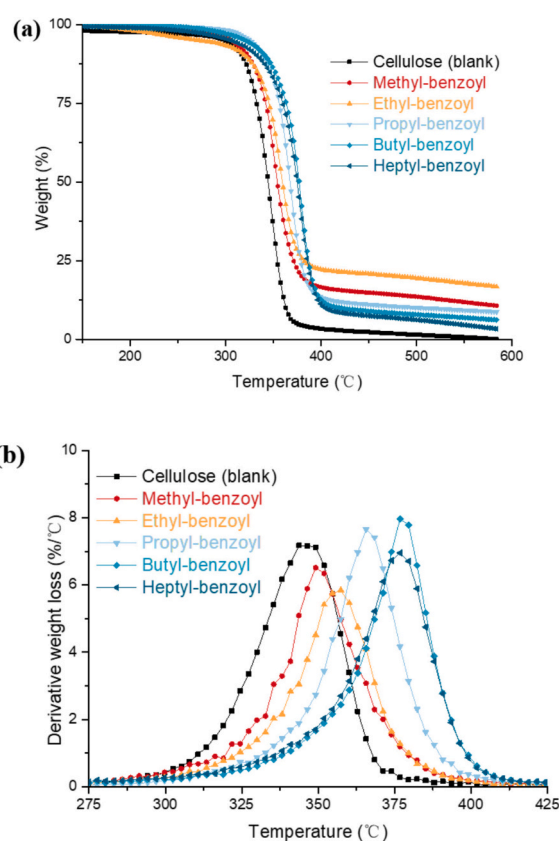 (a)
100
75
50
25
0
Weight (%)
Cellulose (blank)
Methyl-benzoyl
Ethyl-benzoyl
Propyl-benzoyl
Butyl-benzoyl
Heptyl-benzoyl
200 300 400 500 600
Temperature (℃)
(b)
10
8
6
4
2
0
Derivative weight loss (%/℃)
Cellulose (blank)
Methyl-benzoyl
Ethyl-benzoyl
Propyl-benzoyl
Butyl-benzoyl
Heptyl-benzoyl
275 300 325 350 375 400 425
Temperature (℃)